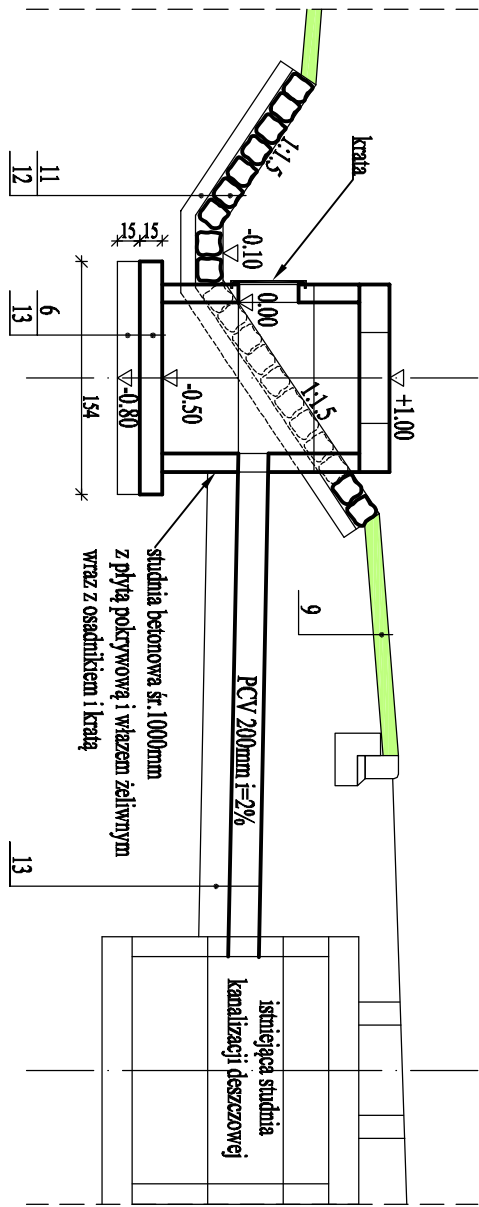 krata
1:1.5
11
12
-0.10
0.00
1:1.5
+1.00
-0.50
-0.80
15
15
154
6
13
9
PCV 200mm i=2%
studnia betonowa śr.1000mm
z płytą pokrywową i włazem żeliwnym
wraz z osadnikiem i kratą
13
istniejąca studnia
kanalizacji deszczowej